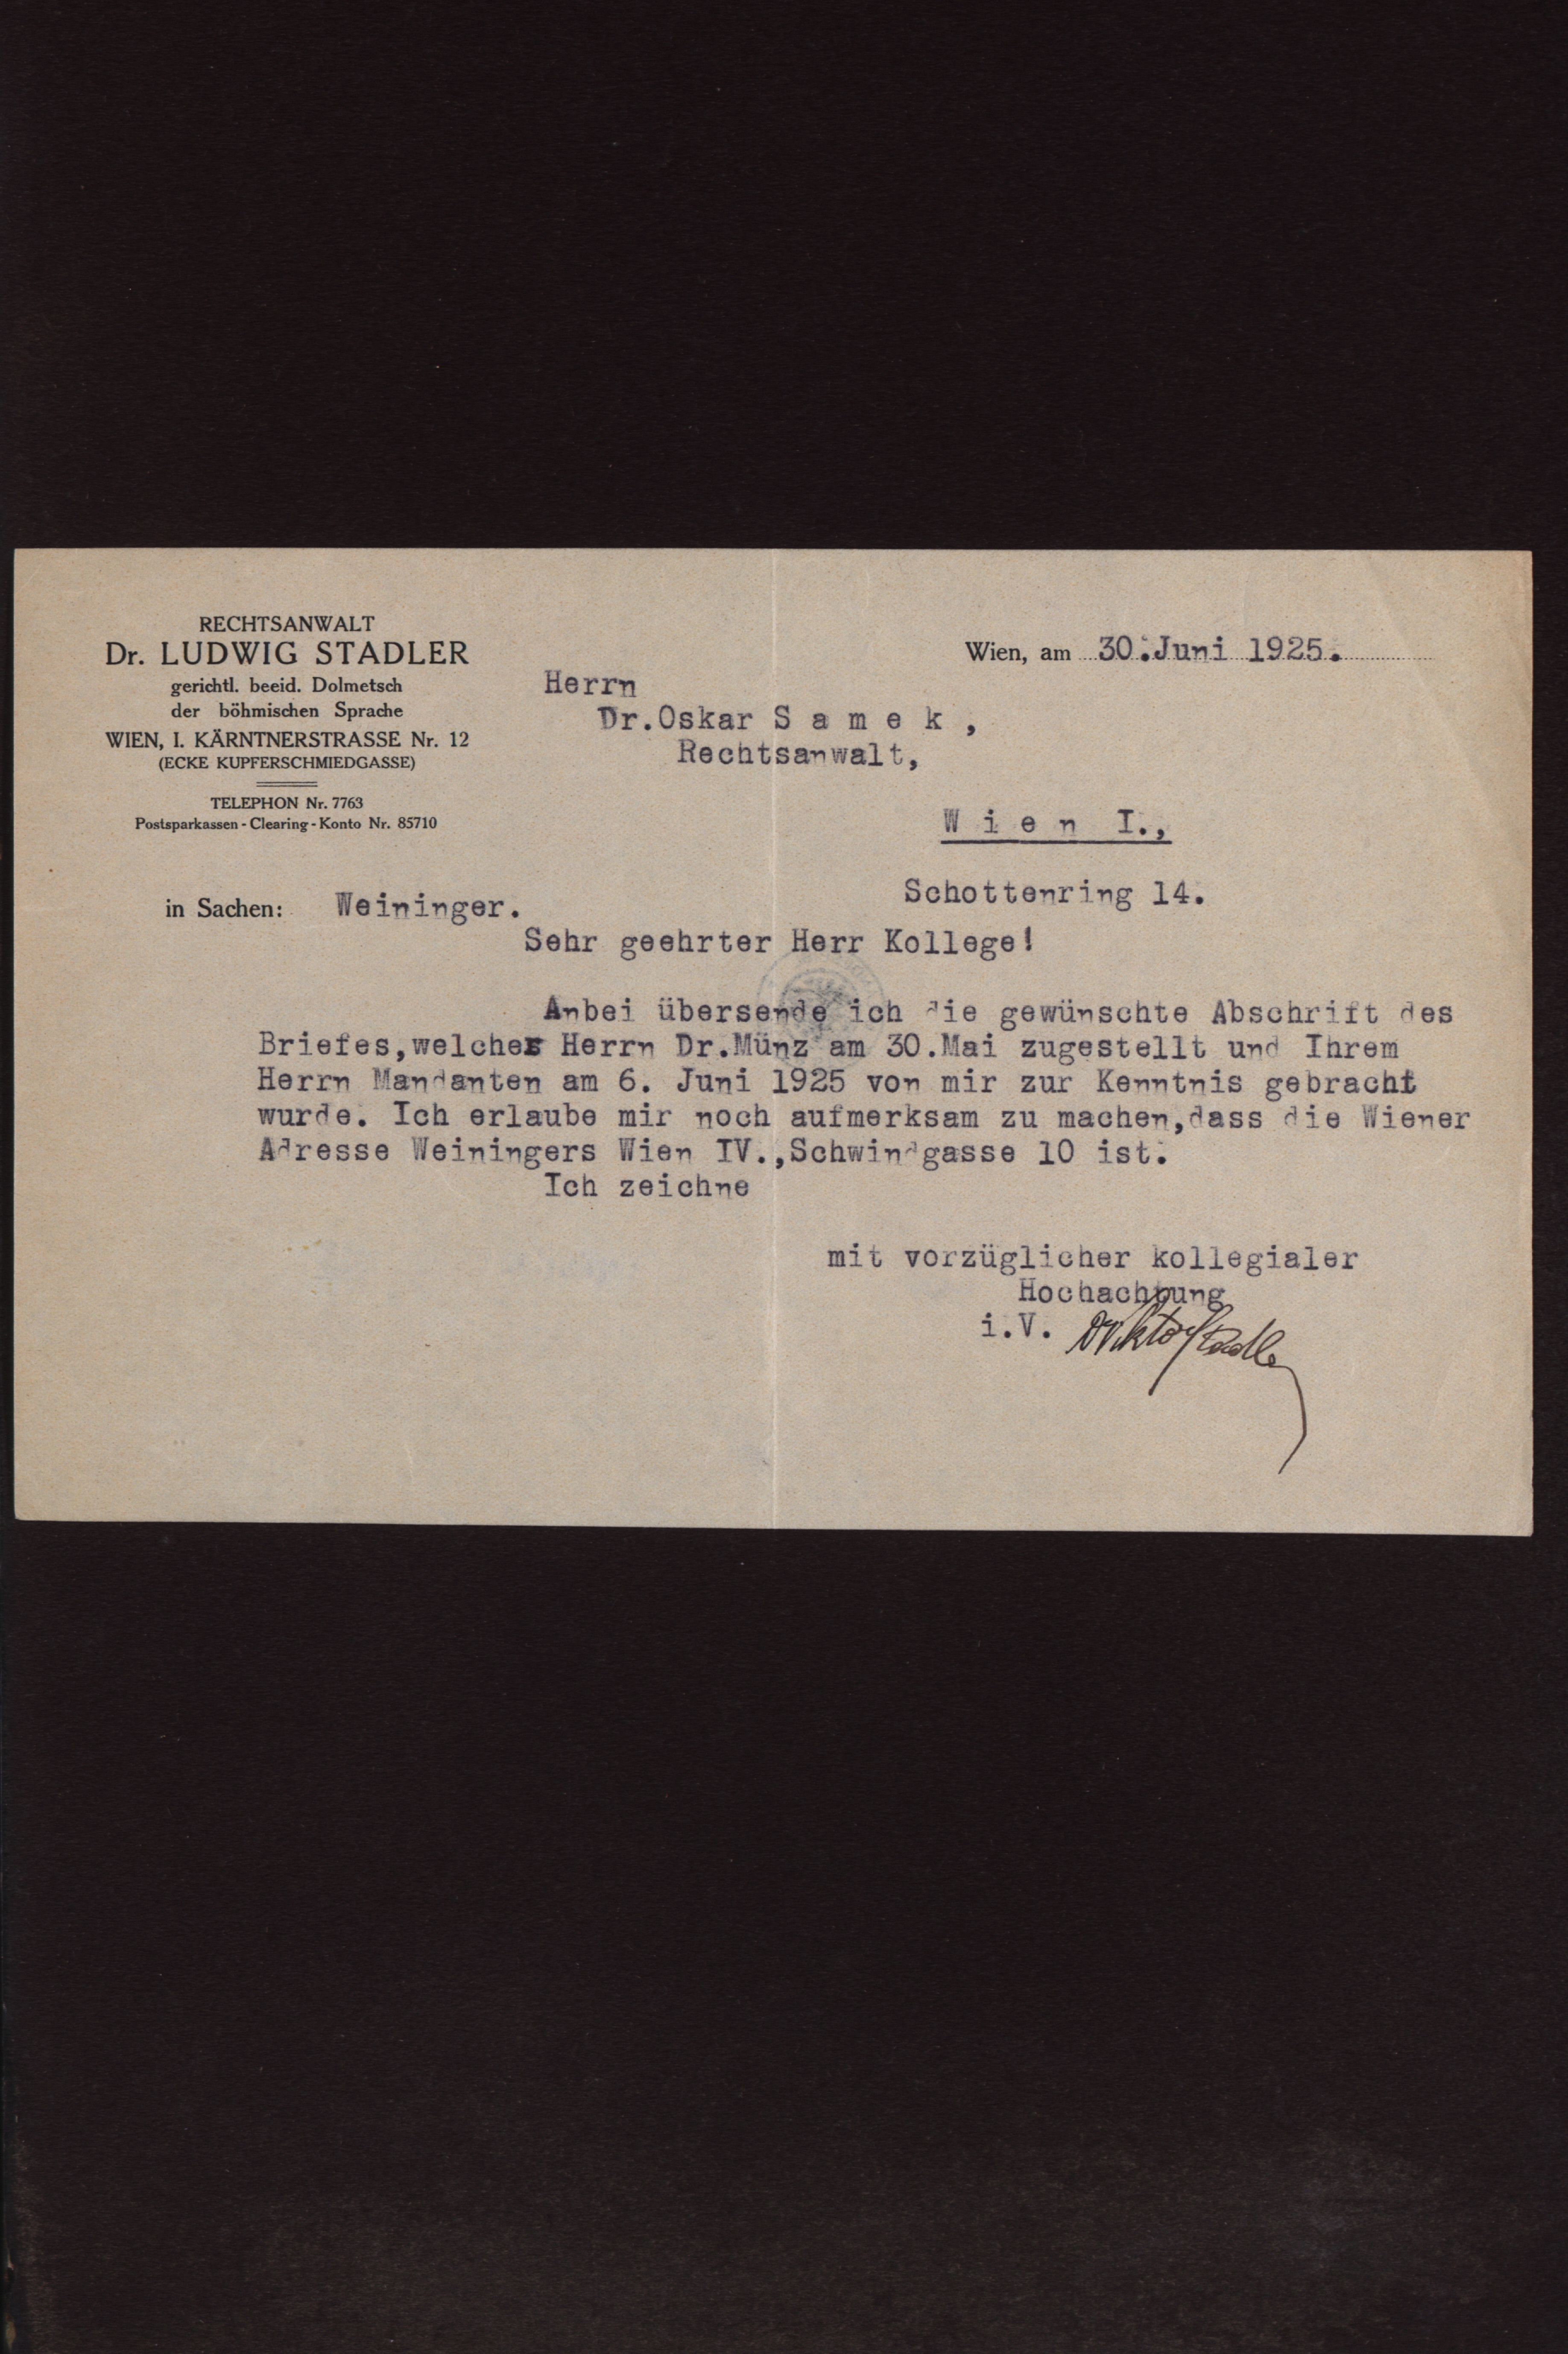 RECHTSANWALT
Dr. LUDWIG STADLER
gerichtl. beeid. Dolmetsch
der böhmischen Sprache
WIEN, I. KÄRNTNERSTRASSE Nr. 12
(ECKE KUPFERSCHMIEDGASSE)
TELEPHON Nr. 7763
Postsparkassen-Clearing-Konto Nr. 85710
Wien, am 30.Juni 1925.
Herrn
Dr.Oskar S a m e k ,
Rechtsanwalt,
W i e n I.,
Schottenring 14.
in Sachen: Weininger.
Sehr geehrter Herr Kollege!
Anbei übersende ich die gewünschte Abschrift des
Briefes,welcher Herrn Dr.Münz am 30.Mai zugestellt und Ihrem
Herrn Mandanten am 6. Juni 1925 von mir zur Kenntnis gebracht
wurde. Ich erlaube mir noch aufmerksam zu machen,dass die Wiener
Adresse Weiningers Wien IV.,Schwindgasse 10 ist.
Ich zeichne
mit vorzüglicher kollegialer
Hochachtung
i.V. Stadler